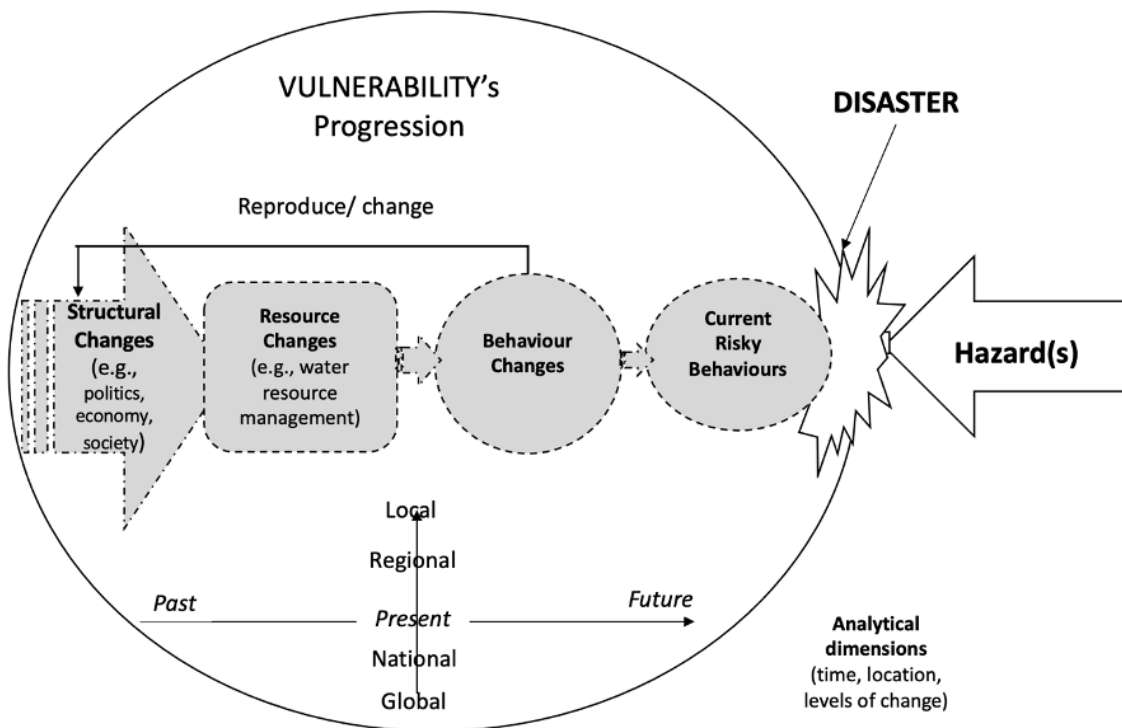 VULNERABILITY's
Progression
DISASTER
Reproduce/ change
Structural
Changes
(e.g.,
politics,
economy,
society)
Resource
Changes
(e.g., water
resource
management)
Behaviour
Changes
Current
Risky
Behaviours
Hazard(s)
Local
Regional
Past
Present
Future
National
Global
Analytical
dimensions
(time, location,
levels of change)